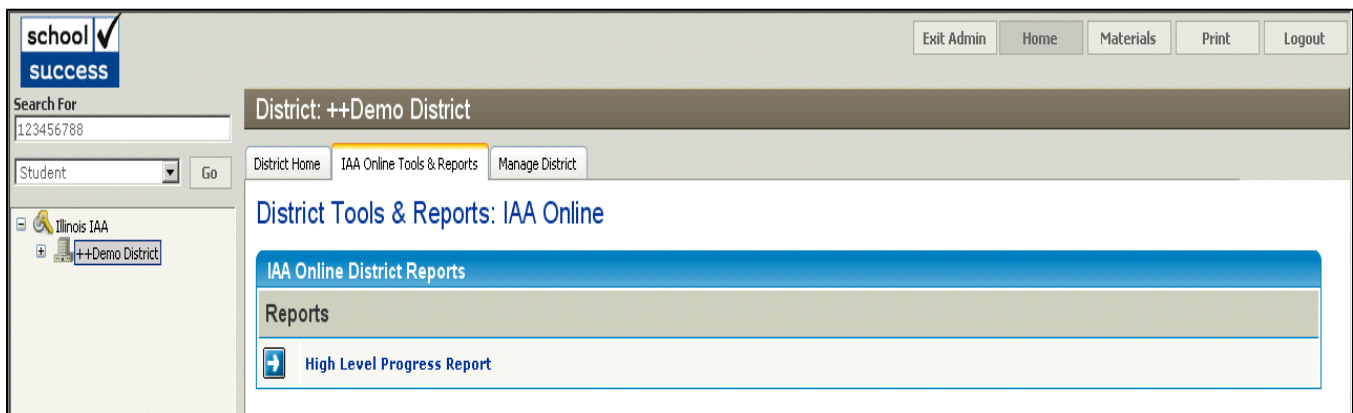 school
success
Exit Admin Home Materials Print Logout
Search For
123456788
Student Go
Illinois IAA
++Demo District
District: ++Demo District
District Home IAA Online Tools & Reports Manage District
District Tools & Reports: IAA Online
IAA Online District Reports
Reports
High Level Progress Report